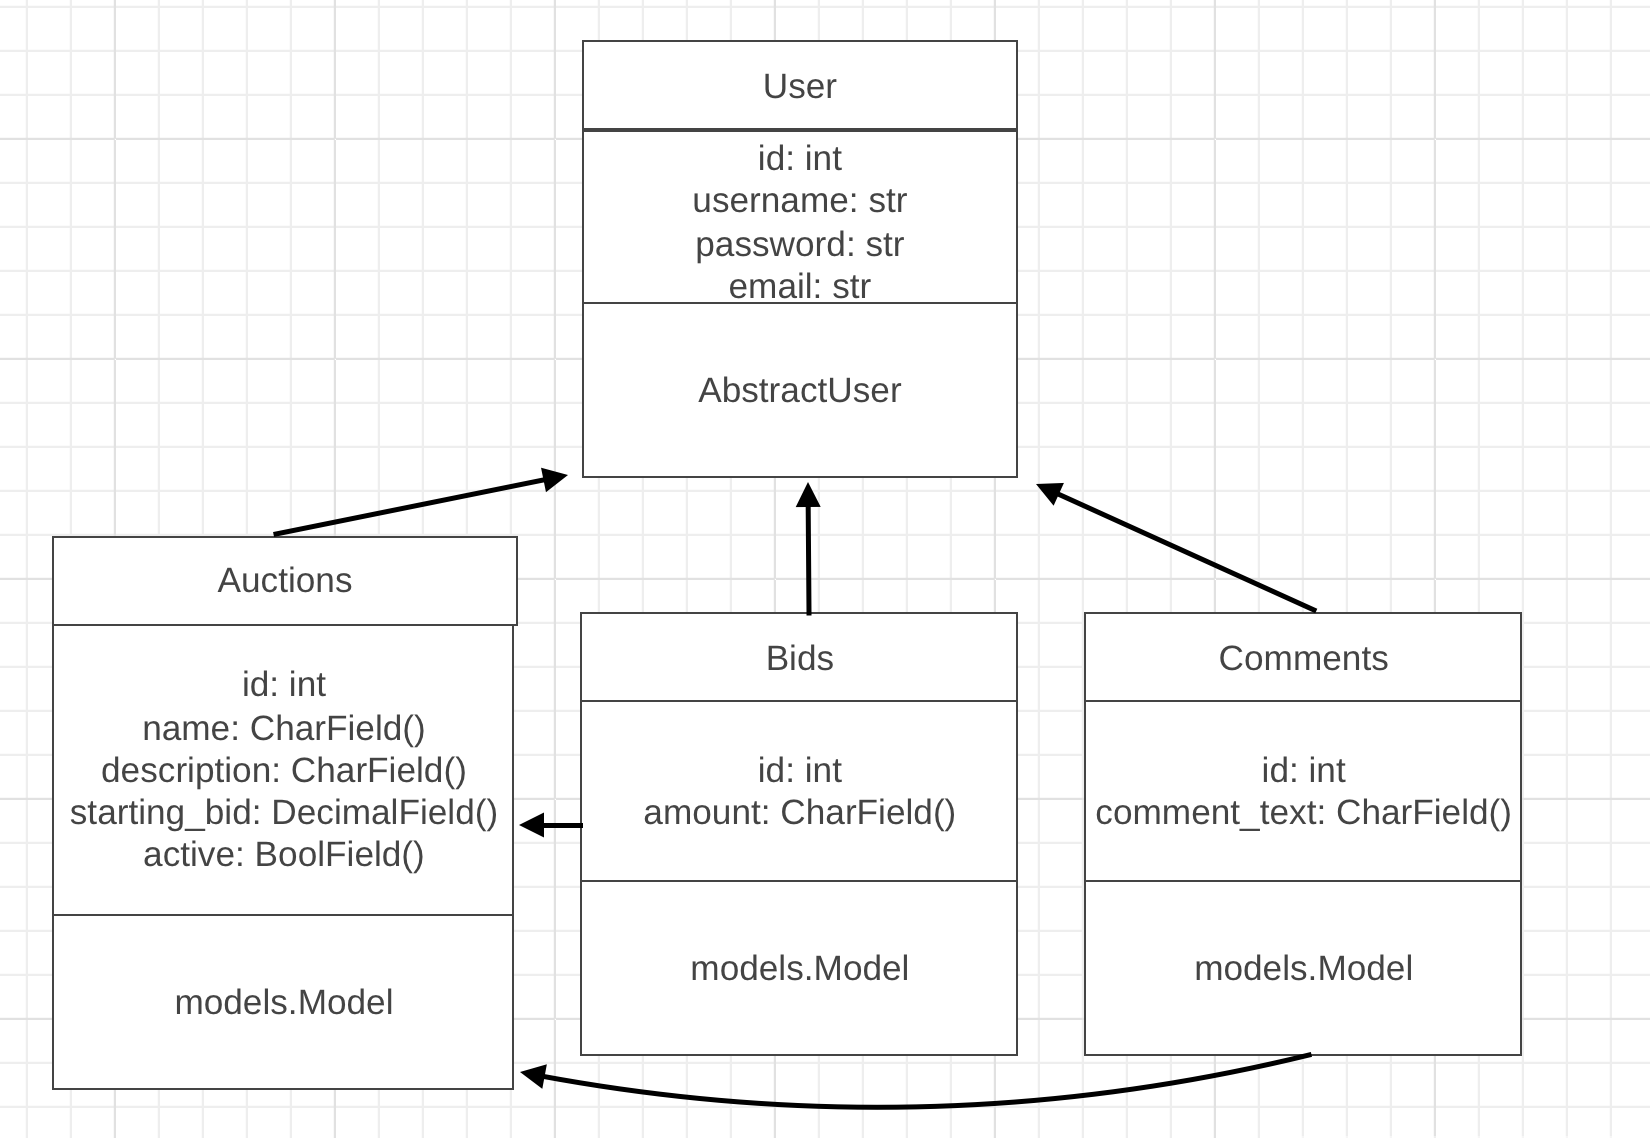 User
id: int
username: str
password: str
email: str
AbstractUser
Auctions
id: int
name: CharField()
description: CharField()
starting_bid: DecimalField()
active: BoolField()
models.Model
Bids
id: int
amount: CharField()
models.Model
Comments
id: int
comment_text: CharField()
models.Model